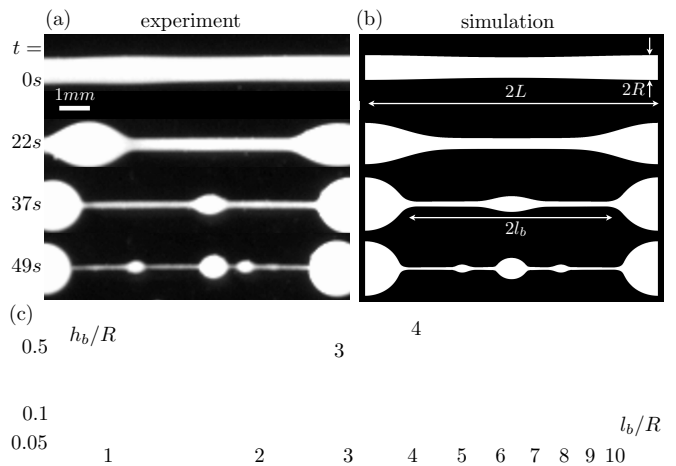 (a) experiment (b) simulation
t =
0s
1mm
2R
2L
22s
37s
2l_b
49s
(c)
h_b/R
4
0.5
3
0.1
l_b/R
0.05
1 2 3 4 5 6 7 8 9 10